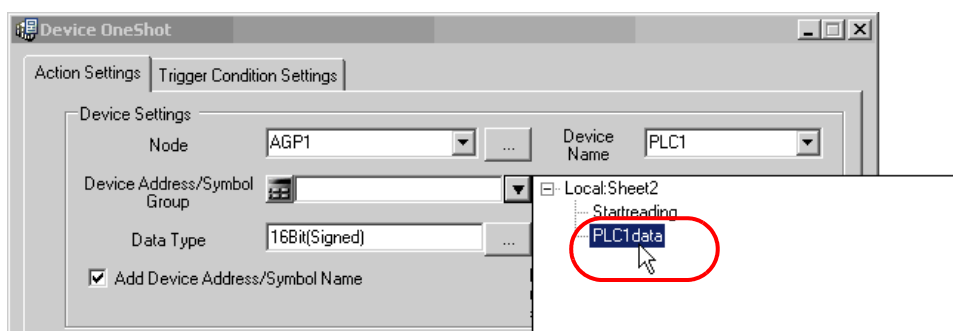 Device OneShot
Action Settings Trigger Condition Settings
Device Settings
Node AGP1 ... Device Name PLC1
Device Address/Symbol Group
Local:Sheet2
Startreading
PLC1data
Data Type 16Bit(Signed) ...
Add Device Address/Symbol Name